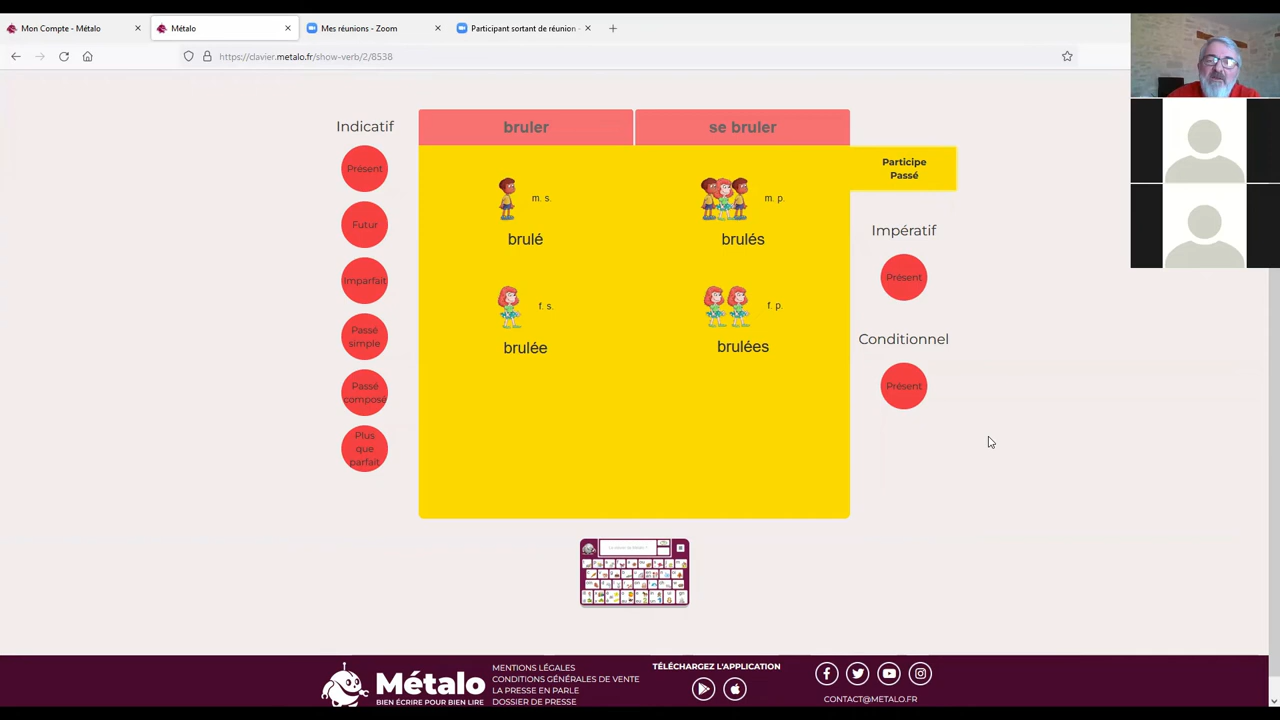 Mon Compte - Métalo
Métalo
Mes réunions - Zoom
Participant sortant de réunion -
https://davier.metalo.fr/show-verb/2/8538
Indicatif
bruler
se bruler
Participe
Passé
Présent
m. s.
m. p.
brulé
brulés
Futur
Impératif
Imparfait
Présent
f. s.
f. p.
brulée
brulées
Passé
simple
Conditionnel
Passé
composé
Présent
Plus
que
parfait
Métalo
BIEN ÉCRIRE POUR BIEN LIRE
MENTIONS LÉGALES
CONDITIONS GÉNÉRALES DE VENTE
LA PRESSE EN PARLE
DOSSIER DE PRESSE
TÉLÉCHARGEZ L'APPLICATION
CONTACT@METALO.FR